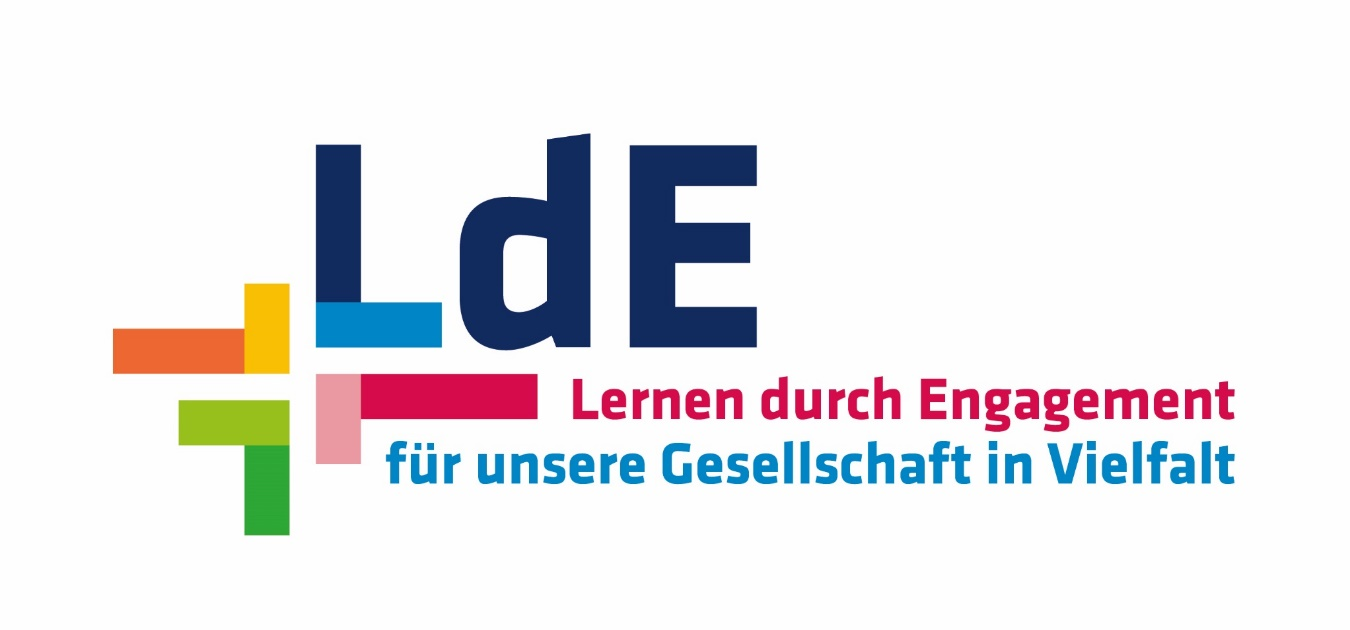 LdE
Lernen durch Engagement
für unsere Gesellschaft in Vielfalt